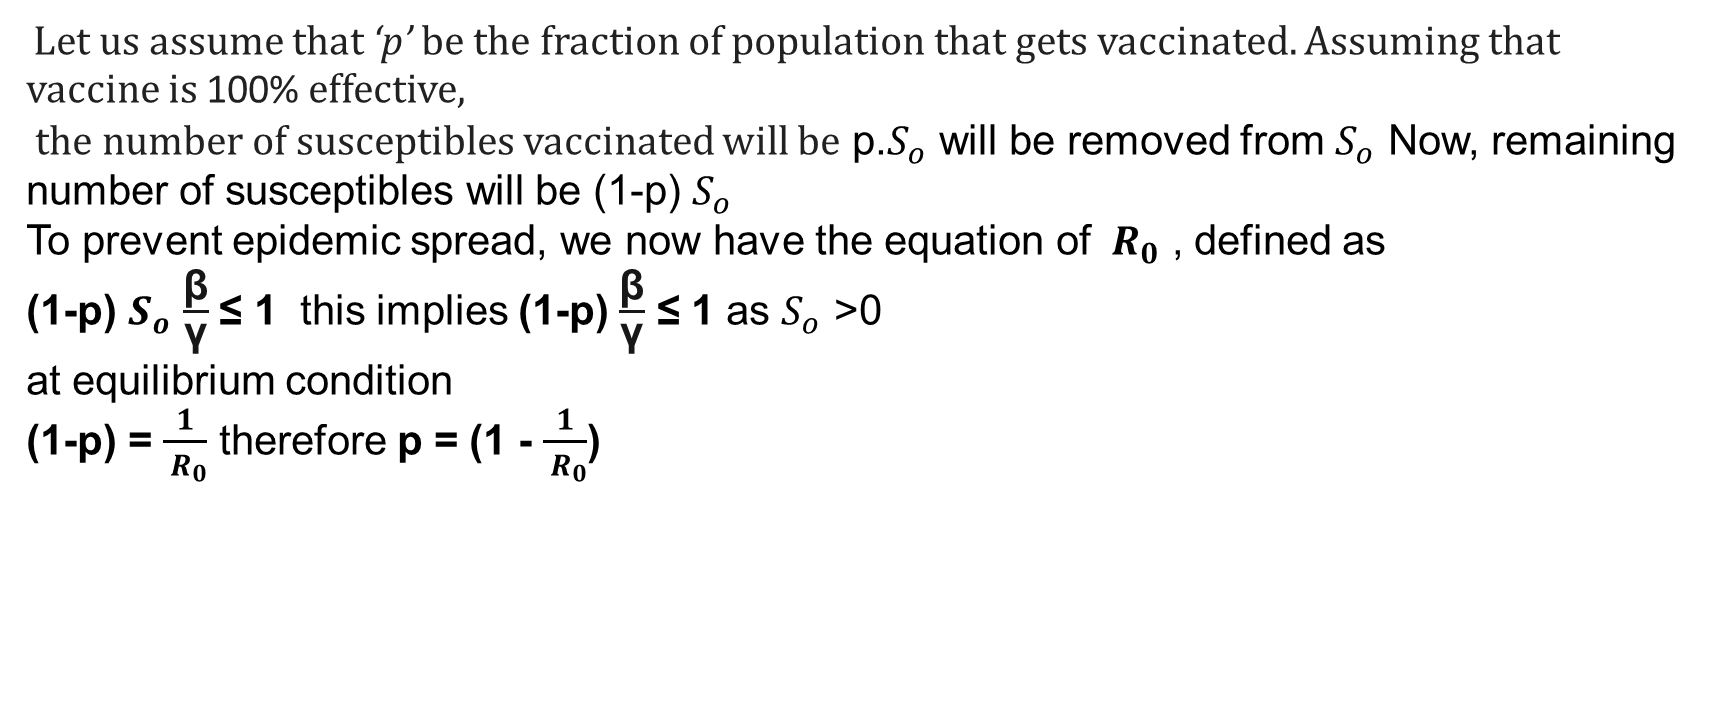 Let us assume that ‘p’ be the fraction of population that gets vaccinated. Assuming that
vaccine is 100% effective,
the number of susceptibles vaccinated will be p.Sₒ will be removed from Sₒ Now, remaining
number of susceptibles will be (1-p) Sₒ
To prevent epidemic spread, we now have the equation of R₀ , defined as
(1-p) Sₒ β/γ ≤ 1 this implies (1-p) β/γ ≤ 1 as Sₒ >0
at equilibrium condition
(1-p) = 1/R₀ therefore p = (1 - 1/R₀)